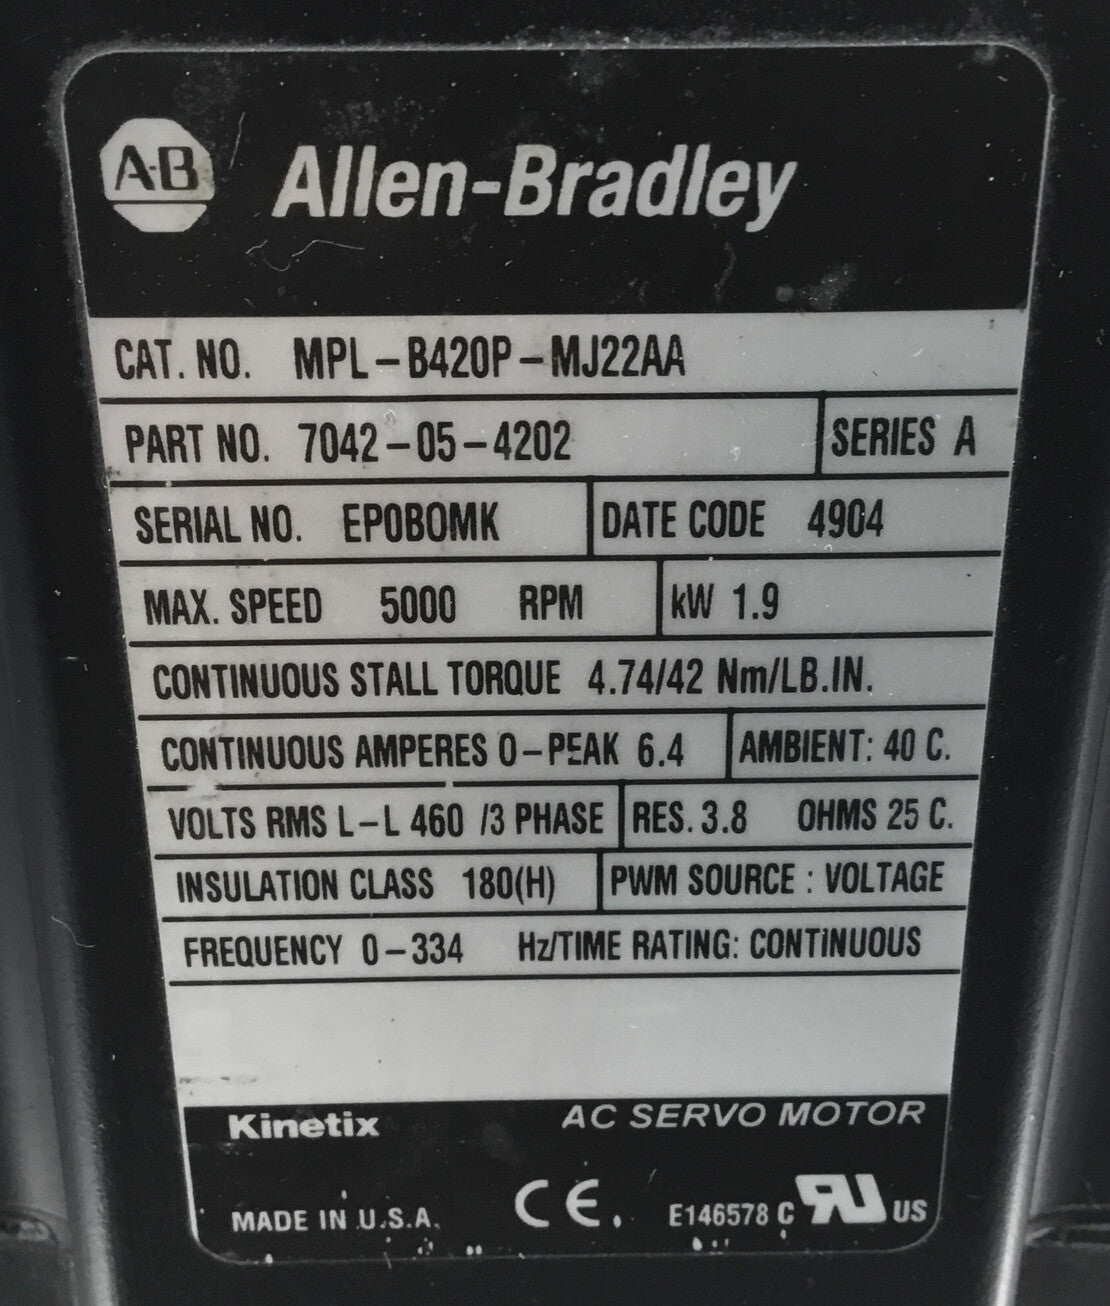 A-B Allen-Bradley
CAT. NO. MPL-B420P-MJ22AA
PART NO. 7042-05-4202 SERIES A
SERIAL NO. EP0BOMK DATE CODE 4904
MAX. SPEED 5000 RPM kW 1.9
CONTINUOUS STALL TORQUE 4.74/42 Nm/LB.IN.
CONTINUOUS AMPERES 0-PEAK 6.4 AMBIENT: 40 C.
VOLTS RMS L-L 460 /3 PHASE RES. 3.8 OHMS 25 C.
INSULATION CLASS 180(H) PWM SOURCE : VOLTAGE
FREQUENCY 0-334 Hz/TIME RATING: CONTINUOUS
Kinetix AC SERVO MOTOR
MADE IN U.S.A. CE. E146578 C RU US